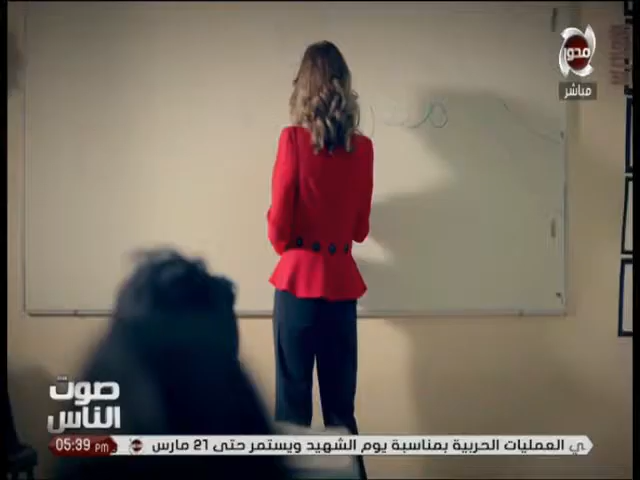 محور
مباشر
صوت
الناس
05:39 PM
العمليات الحربية بمناسبة يوم الشهيد ويستمر حتى 21 مارس